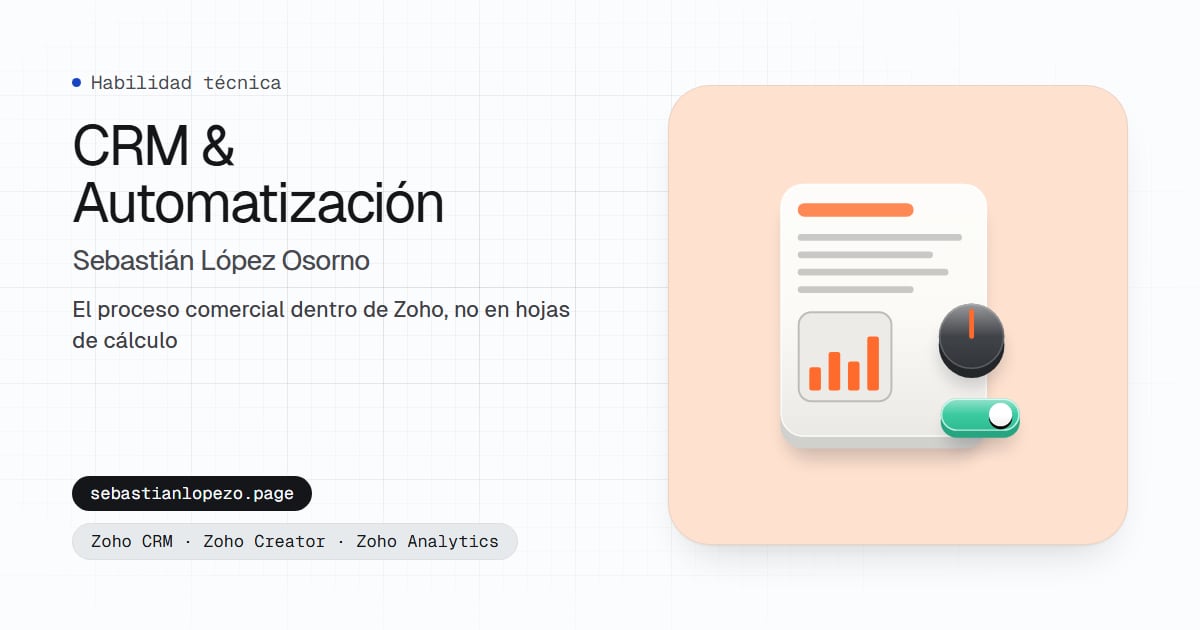 Habilidad técnica
CRM &
Automatización
Sebastián López Osorno
El proceso comercial dentro de Zoho, no en hojas
de cálculo
sebastianlopezo.page
Zoho CRM · Zoho Creator · Zoho Analytics